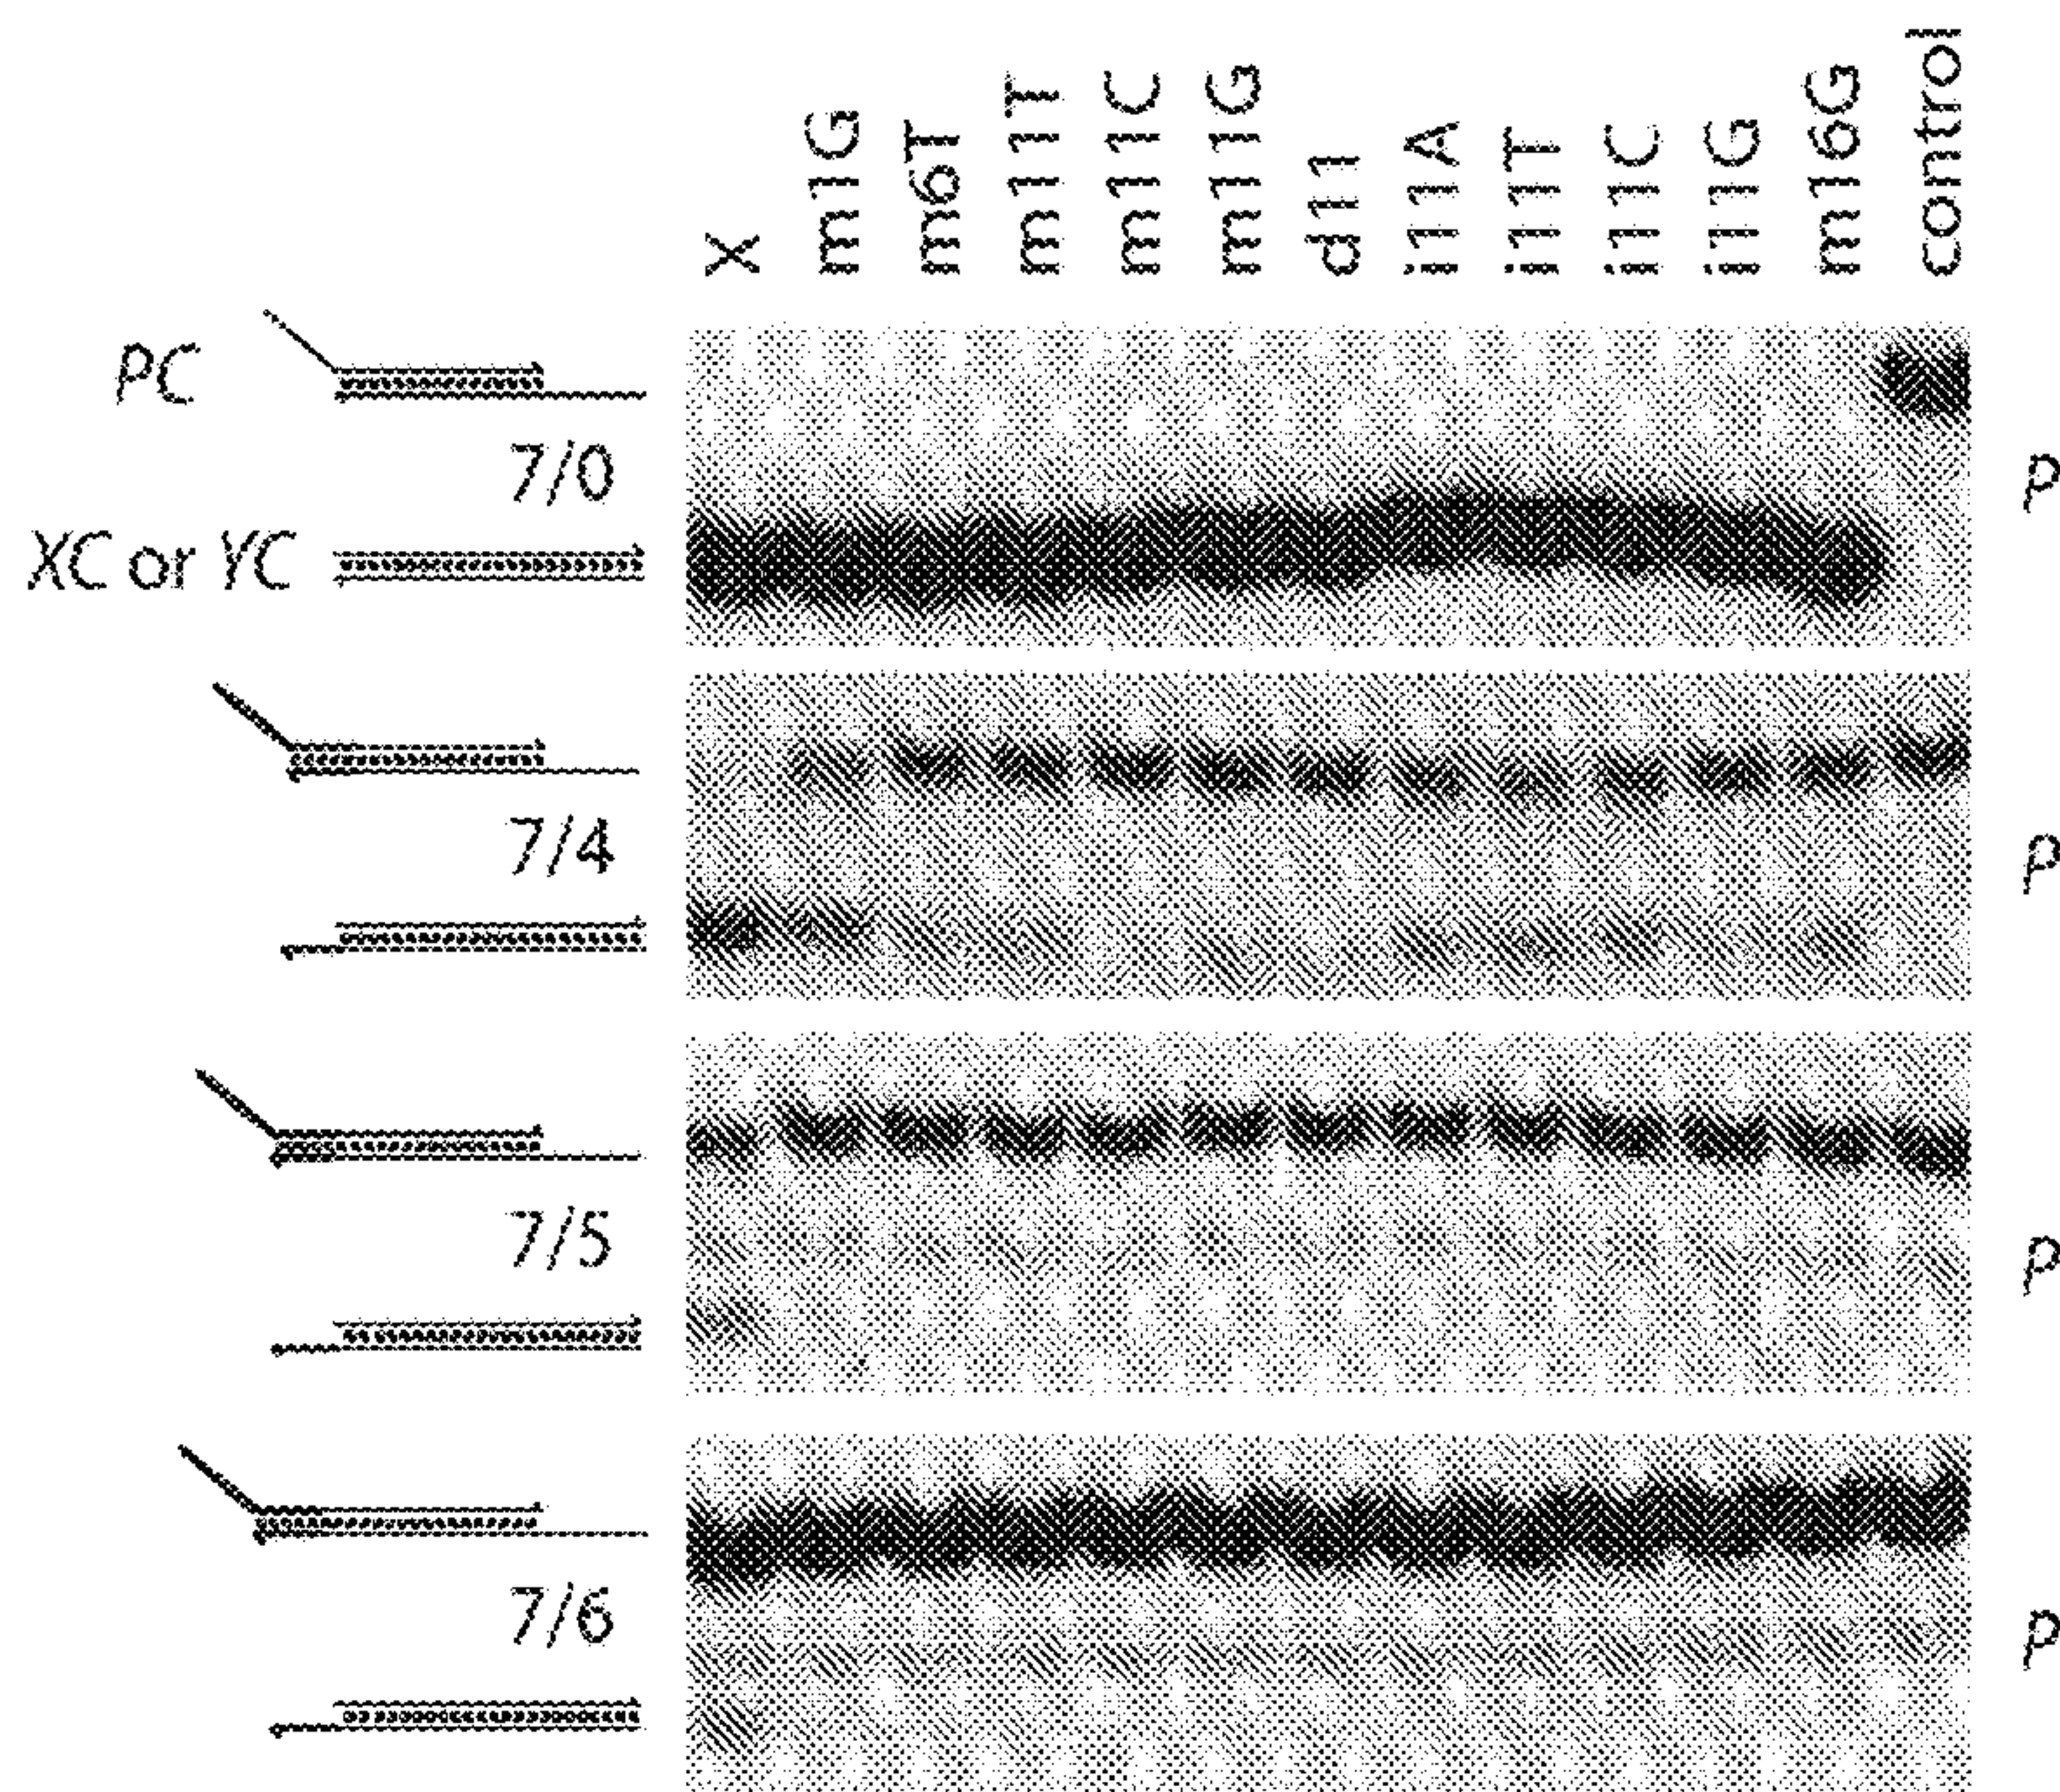 X
m1G
m6T
m11T
m11C
m11G
d11
i11A
i11T
i11C
i11G
m16G
control
PC
7/0
P
XC or YC
7/4
P
7/5
P
7/6
P